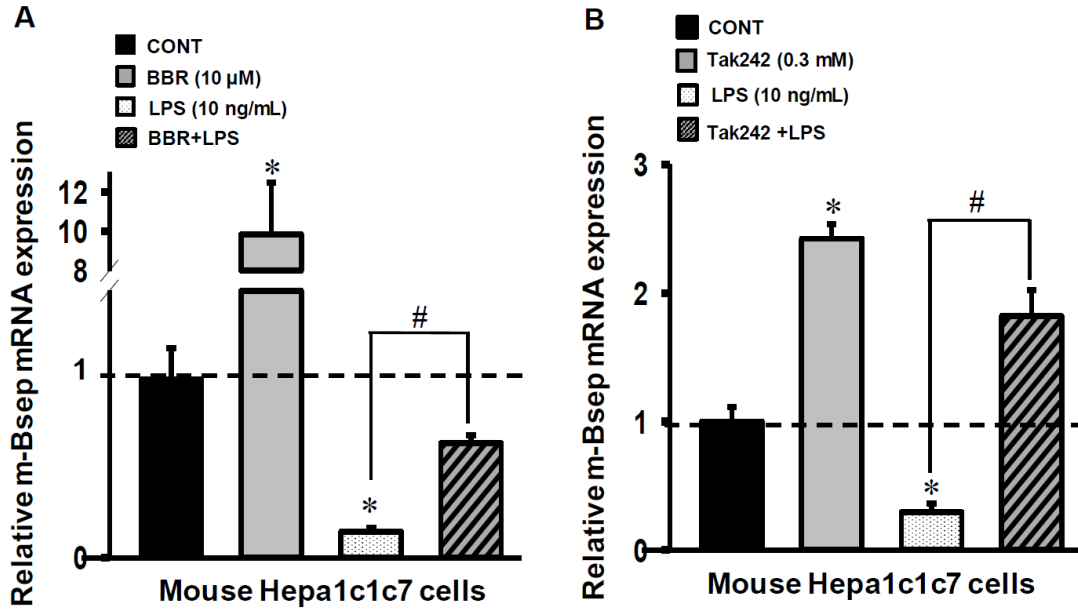 A
CONT
BBR (10 µM)
LPS (10 ng/mL)
BBR+LPS
Relative m-Bsep mRNA expression
12
10
8
1
0
*
*
#
Mouse Hepa1c1c7 cells
B
CONT
Tak242 (0.3 mM)
LPS (10 ng/mL)
Tak242 +LPS
Relative m-Bsep mRNA expression
3
2
1
0
*
*
#
Mouse Hepa1c1c7 cells